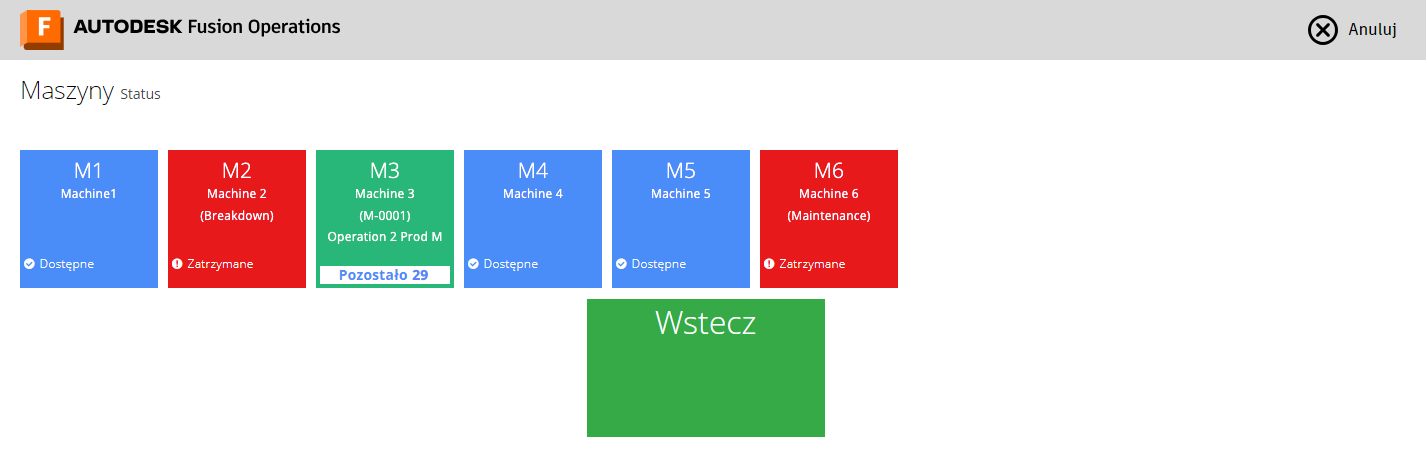 F AUTODESK Fusion Operations
Anuluj
Maszyny Status
M1
Machine1
Dostępne
M2
Machine 2
(Breakdown)
Zatrzymane
M3
Machine 3
(M-0001)
Operation 2 Prod M
Pozostało 29
M4
Machine 4
Dostępne
M5
Machine 5
Dostępne
M6
Machine 6
(Maintenance)
Zatrzymane
Wstecz